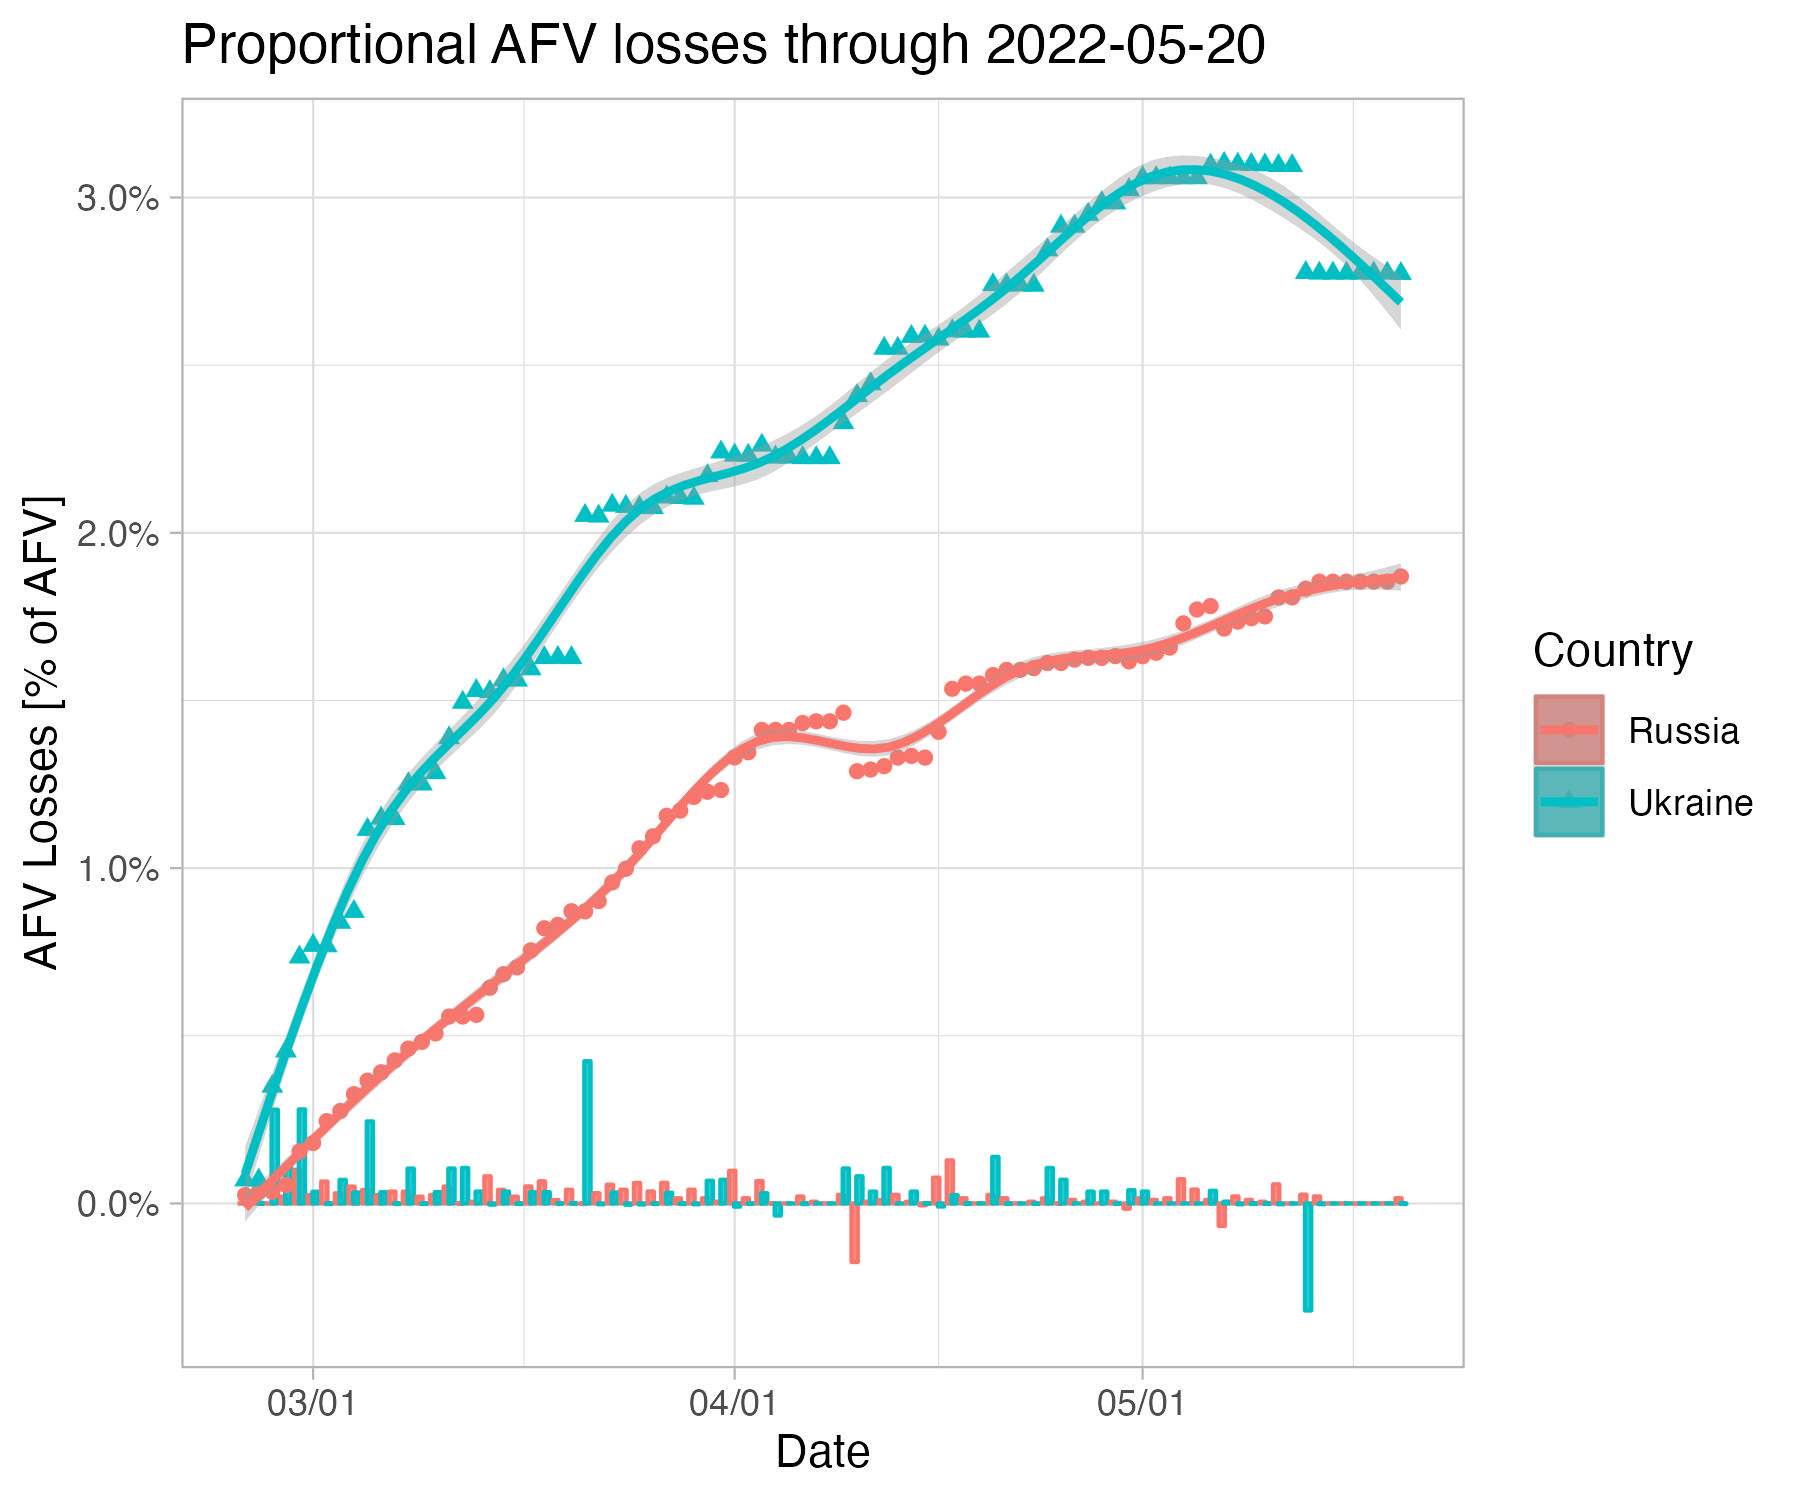 Proportional AFV losses through 2022-05-20
AFV Losses [% of AFV]
3.0%
2.0%
1.0%
0.0%
03/01
04/01
05/01
Date
Country
Russia
Ukraine